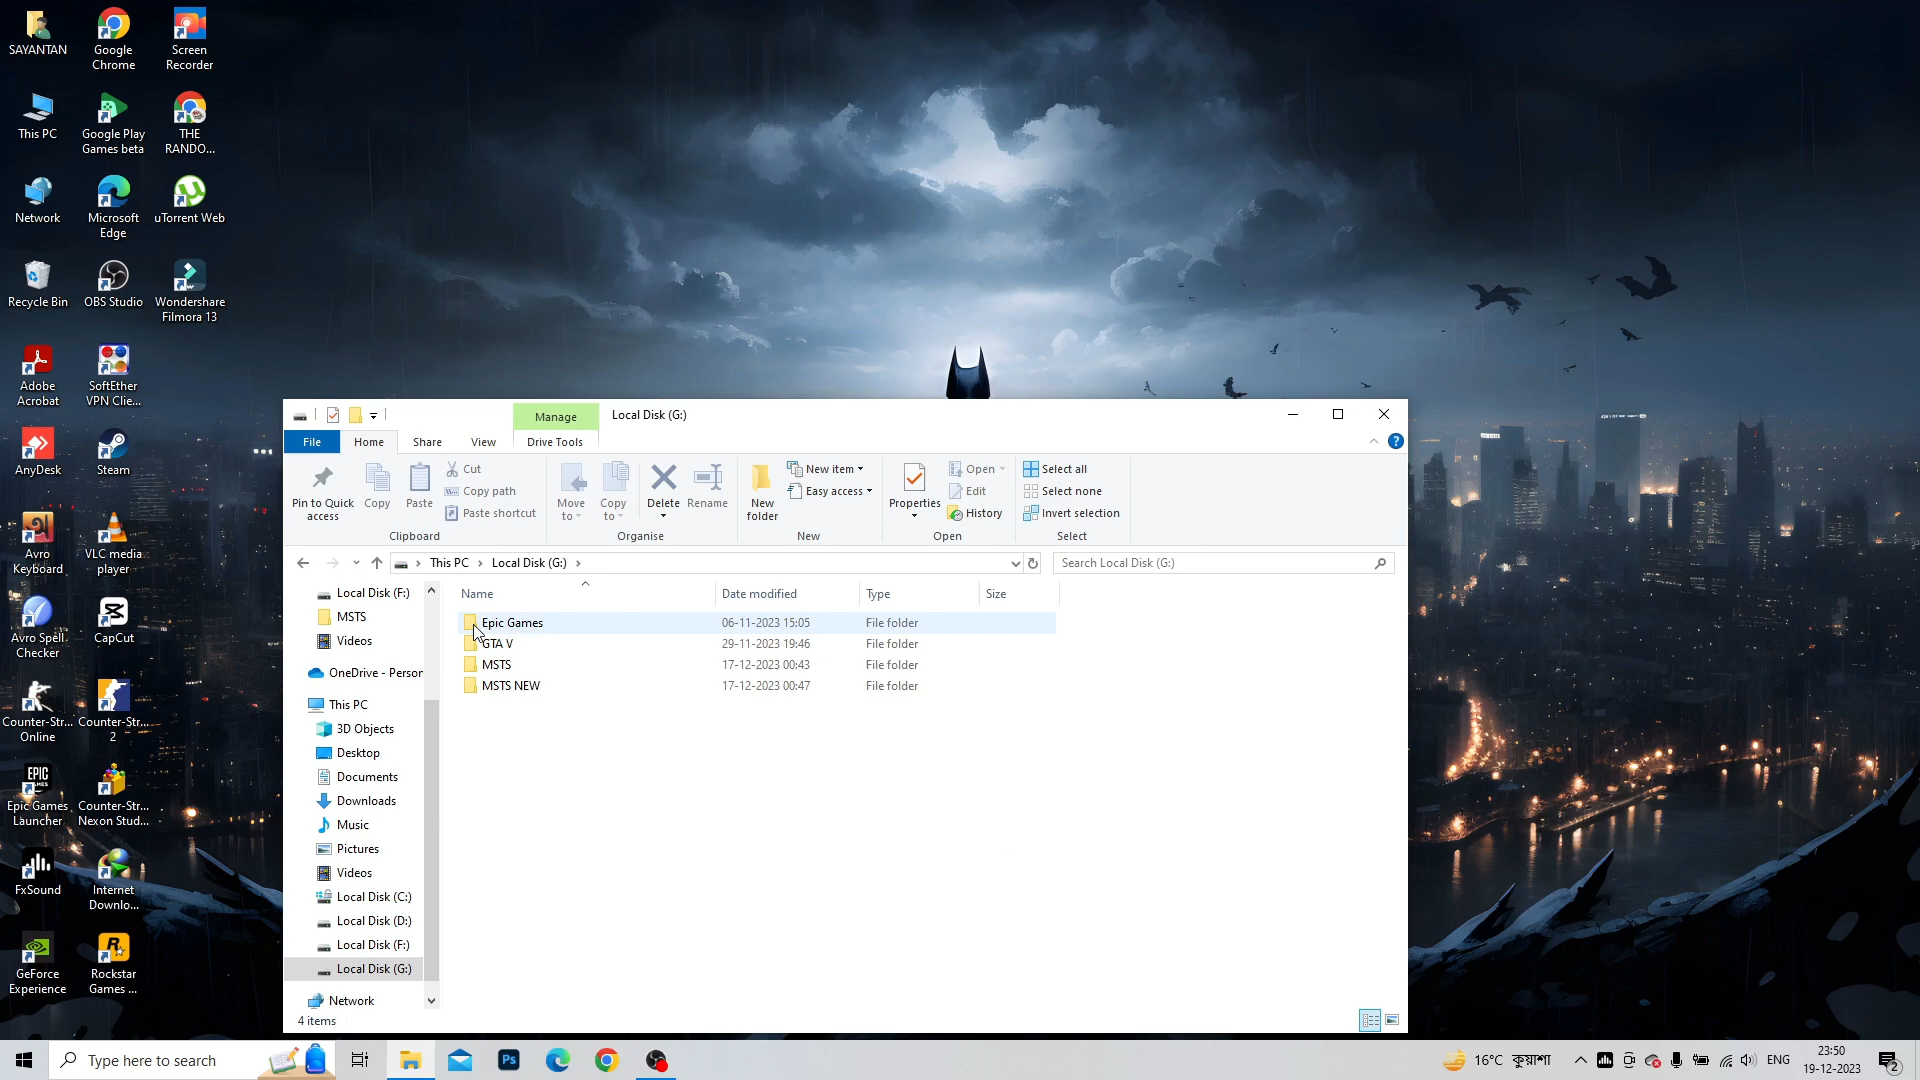 SAYANTAN
Google
Chrome
Screen
Recorder
This PC
Google Play
Games beta
THE
RANDO...
Network
Microsoft
Edge
uTorrent Web
Recycle Bin
OBS Studio
Wondershare
Filmora 13
Adobe
Acrobat
SoftEther
VPN Clie...
AnyDesk
Steam
Avro
Keyboard
VLC media
player
Avro Spell
Checker
CapCut
Counter-Str...
Online
Counter-Str...
2
EPIC
GAMES
Epic Games
Launcher
Counter-Str...
Nexon Stud...
FxSound
Internet
Downlo...
GeForce
Experience
Rockstar
Games ...
Manage
Local Disk (G:)
File
Home
Share
View
Drive Tools
Pin to Quick
access
Copy
Paste
Cut
Copy path
Paste shortcut
Clipboard
Move
to
Copy
to
Delete
Rename
Organise
New
folder
New item
Easy access
New
Properties
Open
Edit
History
Open
Select all
Select none
Invert selection
Select
This PC
Local Disk (G:)
Search Local Disk (G:)
Local Disk (F:)
MSTS
Videos
OneDrive - Person
This PC
3D Objects
Desktop
Documents
Downloads
Music
Pictures
Videos
Local Disk (C:)
Local Disk (D:)
Local Disk (F:)
Local Disk (G:)
Network
Name Date modified Type Size
Epic Games 06-11-2023 15:05 File folder
GTA V 29-11-2023 19:46 File folder
MSTS 17-12-2023 00:43 File folder
MSTS NEW 17-12-2023 00:47 File folder
4 items
Type here to search
Ps
16°C কুয়াশা
ENG
23:50
19-12-2023
2